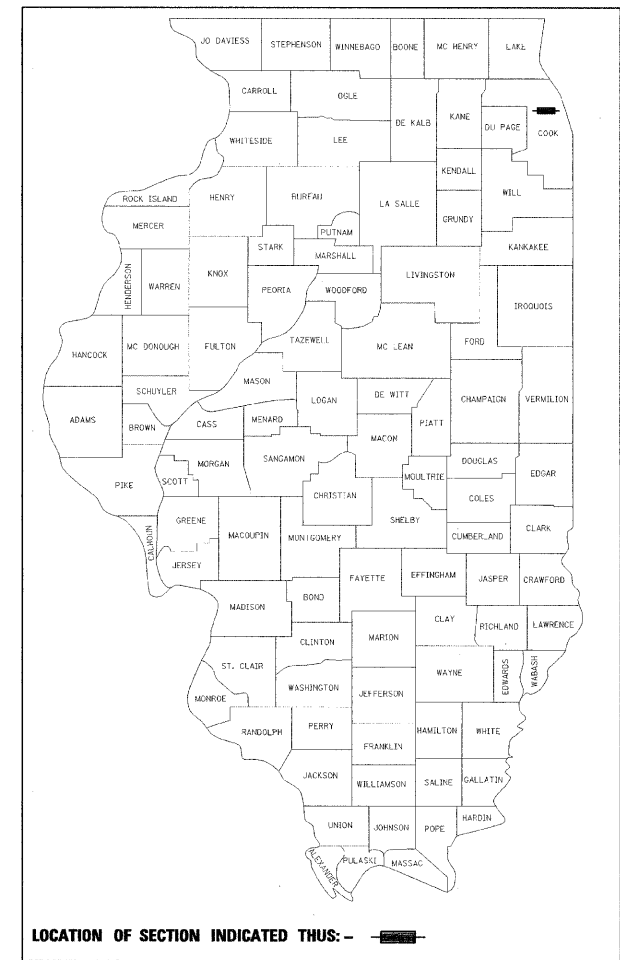 JO DAVIESS STEPHENSON WINNEBAGO BOONE MC HENRY LAKE
CARROLL OGLE
DE KALB KANE DU PAGE COOK
WHITESIDE LEE
KENDALL
ROCK ISLAND HENRY BUREAU LA SALLE WILL
MERCER GRUNDY
PUTNAM
STARK MARSHALL KANKAKEE
HENDERSON WARREN KNOX LIVINGSTON
PEORIA WOODFORD IROQUOIS
HANCOCK MC DONOUGH FULTON TAZEWELL MC LEAN FORD
MASON
SCHUYLER LOGAN DE WITT CHAMPAIGN VERMILION
ADAMS BROWN CASS MENARD PIATT
MACON
MORGAN SANGAMON DOUGLAS
PIKE SCOTT MOULTRIE EDGAR
CHRISTIAN COLES
GREENE SHELBY
CALHOUN MACOUPIN MONTGOMERY CUMBERLAND CLARK
JERSEY
FAYETTE EFFINGHAM JASPER CRAWFORD
MADISON BOND
CLAY RICHLAND LAWRENCE
CLINTON MARION
ST. CLAIR WAYNE EDWARDS WABASH
WASHINGTON JEFFERSON
MONROE
RANDOLPH PERRY HAMILTON WHITE
FRANKLIN
JACKSON WILLIAMSON SALINE GALLATIN
UNION JOHNSON POPE HARDIN
ALEXANDER PULASKI MASSAC
LOCATION OF SECTION INDICATED THUS: -